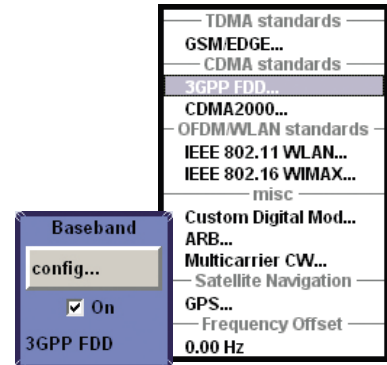 TDMA standards
GSM/EDGE...
CDMA standards
3GPP FDD...
CDMA2000...
OFDM/WLAN standards
IEEE 802.11 WLAN...
IEEE 802.16 WIMAX...
misc
Custom Digital Mod...
ARB...
Multicarrier CW...
Satellite Navigation
GPS...
Frequency Offset
0.00 Hz
Baseband
config...
On
3GPP FDD